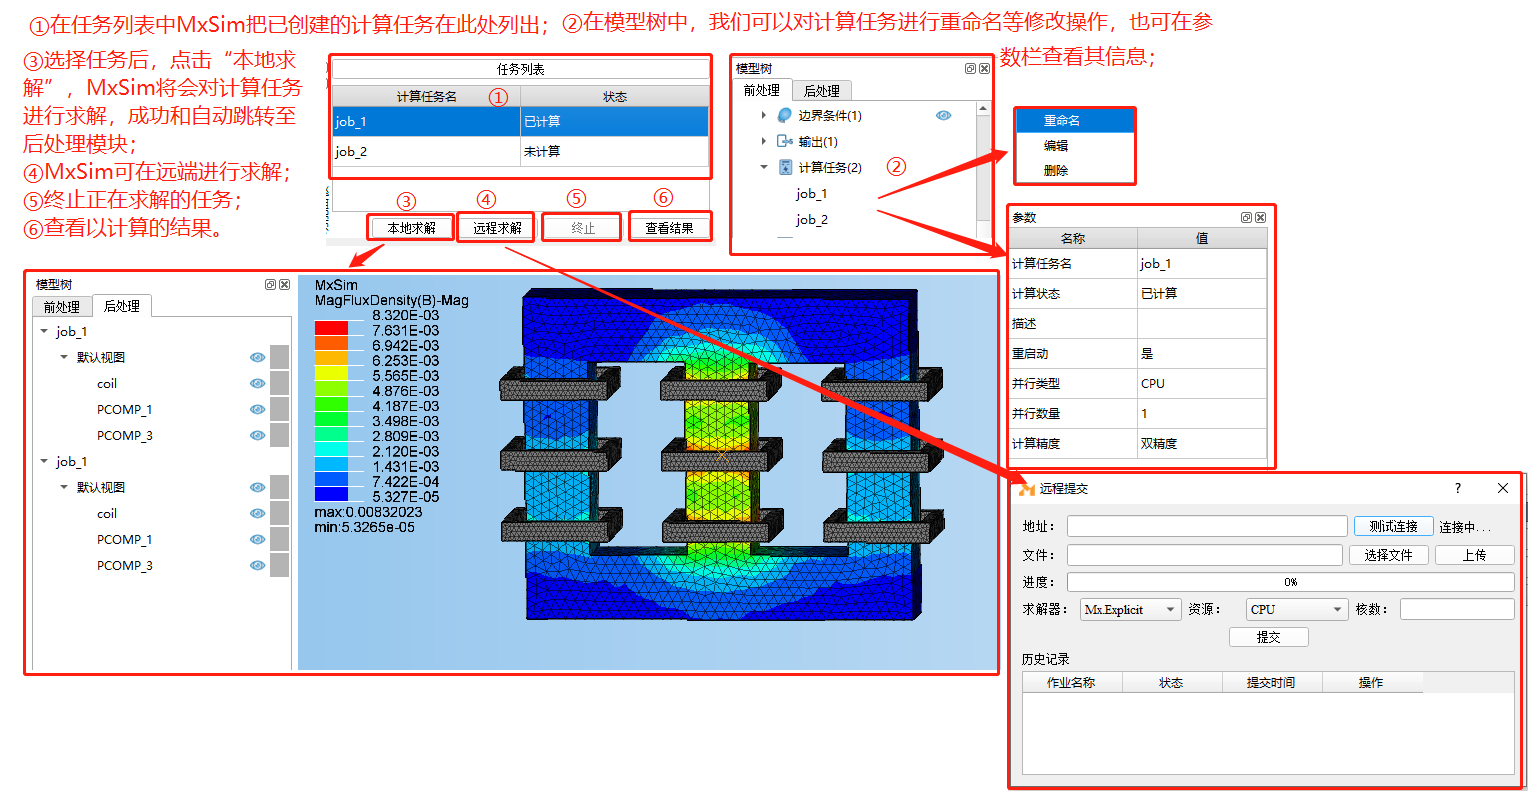 ①在任务列表中MxSim把已创建的计算任务在此处列出；②在模型树中，我们可以对计算任务进行重命名等修改操作，也可在参
数栏查看其信息；
③选择任务后，点击“本地求
解”，MxSim将会对计算任务
进行求解，成功和自动跳转至
后处理模块；
④MxSim可在远端进行求解；
⑤终止正在求解的任务；
⑥查看以计算的结果。
任务列表
计算任务名 ① 状态
job_1 已计算
job_2 未计算
③ ④ ⑤ ⑥
本地求解 远程求解 终止 查看结果
模型树
前处理 后处理
边界条件(1)
输出(1)
计算任务(2) ②
job_1
job_2
重命名
编辑
删除
参数
名称 值
计算任务名 job_1
计算状态 已计算
描述
重启动 是
并行类型 CPU
并行数量 1
计算精度 双精度
模型树
前处理 后处理
job_1
默认视图
coil
PCOMP_1
PCOMP_3
job_1
默认视图
coil
PCOMP_1
PCOMP_3
MxSim
MagFluxDensity(B)-Mag
8.320E-03
7.631E-03
6.942E-03
6.253E-03
5.565E-03
4.876E-03
4.187E-03
3.498E-03
2.809E-03
2.120E-03
1.431E-03
7.422E-04
5.327E-05
max:0.00832023
min:5.3265e-05
远程提交 ? ×
地址： 测试连接 连接中...
文件： 选择文件 上传
进度： 0%
求解器： Mx.Explicit 资源： CPU 核数：
提交
历史记录
作业名称 状态 提交时间 操作